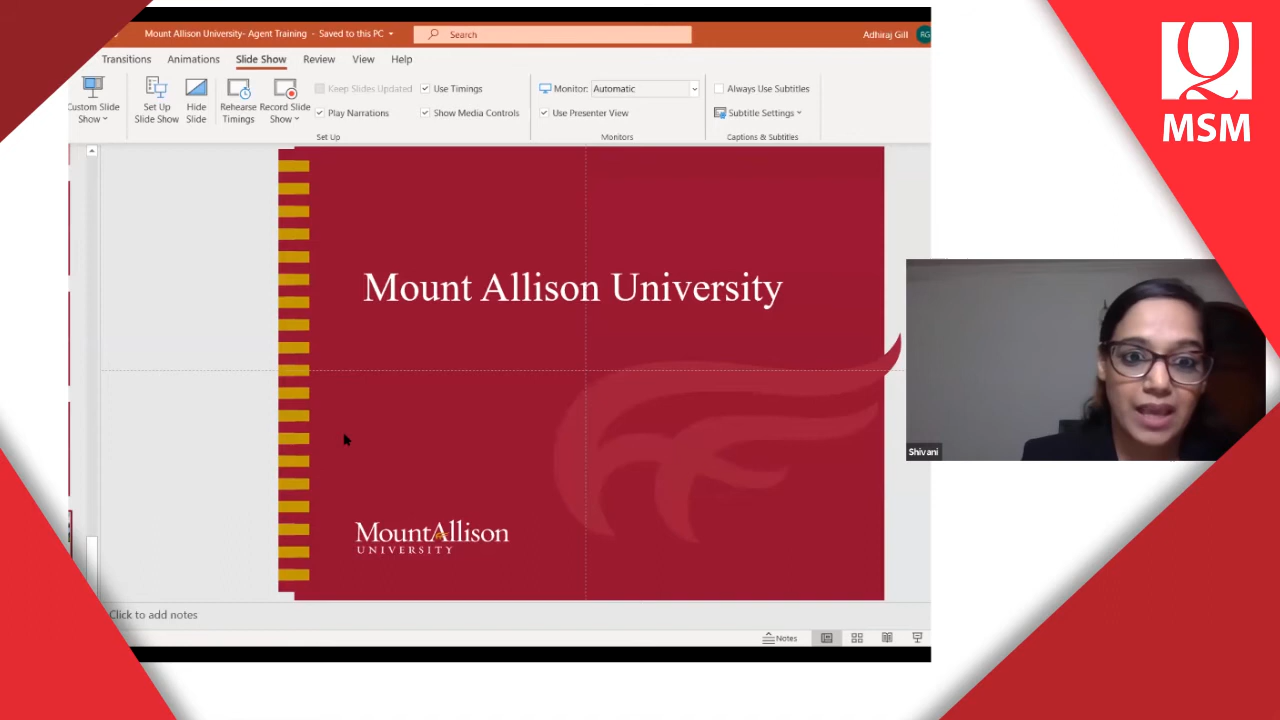 Mount Allison University- Agent Training - Saved to this PC
Search
Adhiraj Gill
RG
Transitions Animations Slide Show Review View Help
Custom Slide
Show
Set Up
Slide Show
Hide
Slide
Rehearse
Timings
Record Slide
Show
Keep Slides Updated
Play Narrations
Use Timings
Show Media Controls
Set Up
Monitor: Automatic
Use Presenter View
Monitors
Always Use Subtitles
Subtitle Settings
Captions & Subtitles
MSM
Mount Allison University
MountAllison
UNIVERSITY
Shivani
Click to add notes
Notes